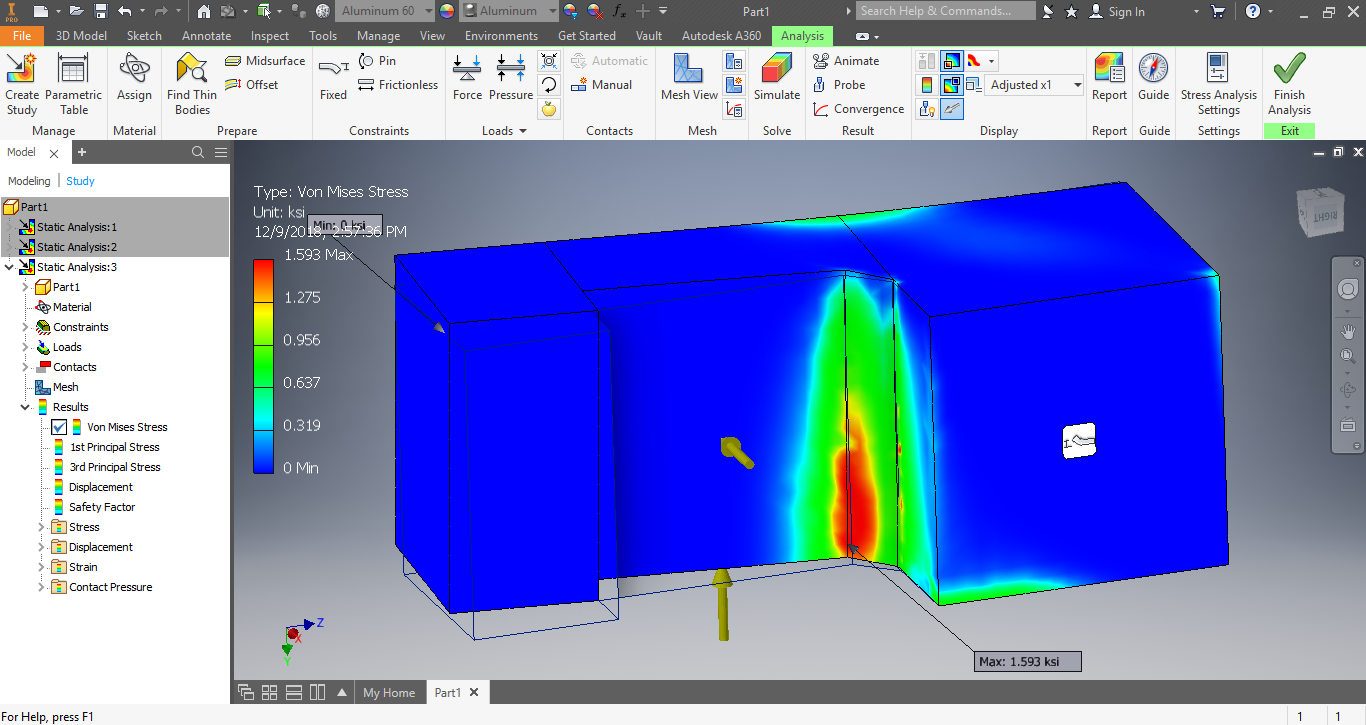 PRO
Aluminum 60
Aluminum
fx
Part1
Search Help & Commands...
Sign In
File
3D Model
Sketch
Annotate
Inspect
Tools
Manage
View
Environments
Get Started
Vault
Autodesk A360
Analysis
Create Study
Parametric Table
Manage
Assign
Material
Find Thin Bodies
Midsurface
Offset
Prepare
Fixed
Pin
Frictionless
Constraints
Force
Pressure
Loads
Automatic
Manual
Contacts
Mesh View
Mesh
Simulate
Solve
Animate
Probe
Convergence
Result
Adjusted x1
Display
Report
Report
Guide
Guide
Stress Analysis Settings
Settings
Finish Analysis
Exit
Model
Modeling
Study
Part1
Static Analysis:1
Static Analysis:2
Static Analysis:3
Part1
Material
Constraints
Loads
Contacts
Mesh
Results
Von Mises Stress
1st Principal Stress
3rd Principal Stress
Displacement
Safety Factor
Stress
Displacement
Strain
Contact Pressure
Type: Von Mises Stress
Unit: ksi
Min: 0 ksi
12/9/2018, 2:57:36 PM
1.593 Max
1.275
0.956
0.637
0.319
0 Min
RIGHT
Max: 1.593 ksi
Z
X
Y
My Home
Part1
For Help, press F1
1
1